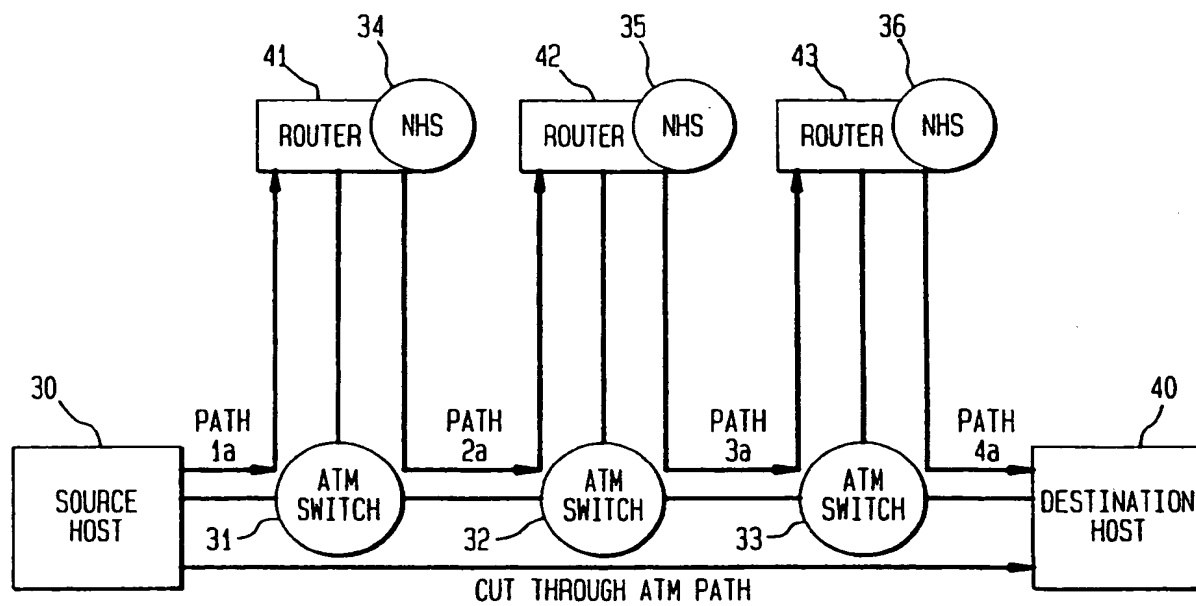 34
35
36
41
42
43
ROUTER
NHS
ROUTER
NHS
ROUTER
NHS
30
40
PATH
1a
PATH
2a
PATH
3a
PATH
4a
SOURCE
HOST
ATM
SWITCH
ATM
SWITCH
ATM
SWITCH
DESTINATION
HOST
31
32
33
CUT THROUGH ATM PATH